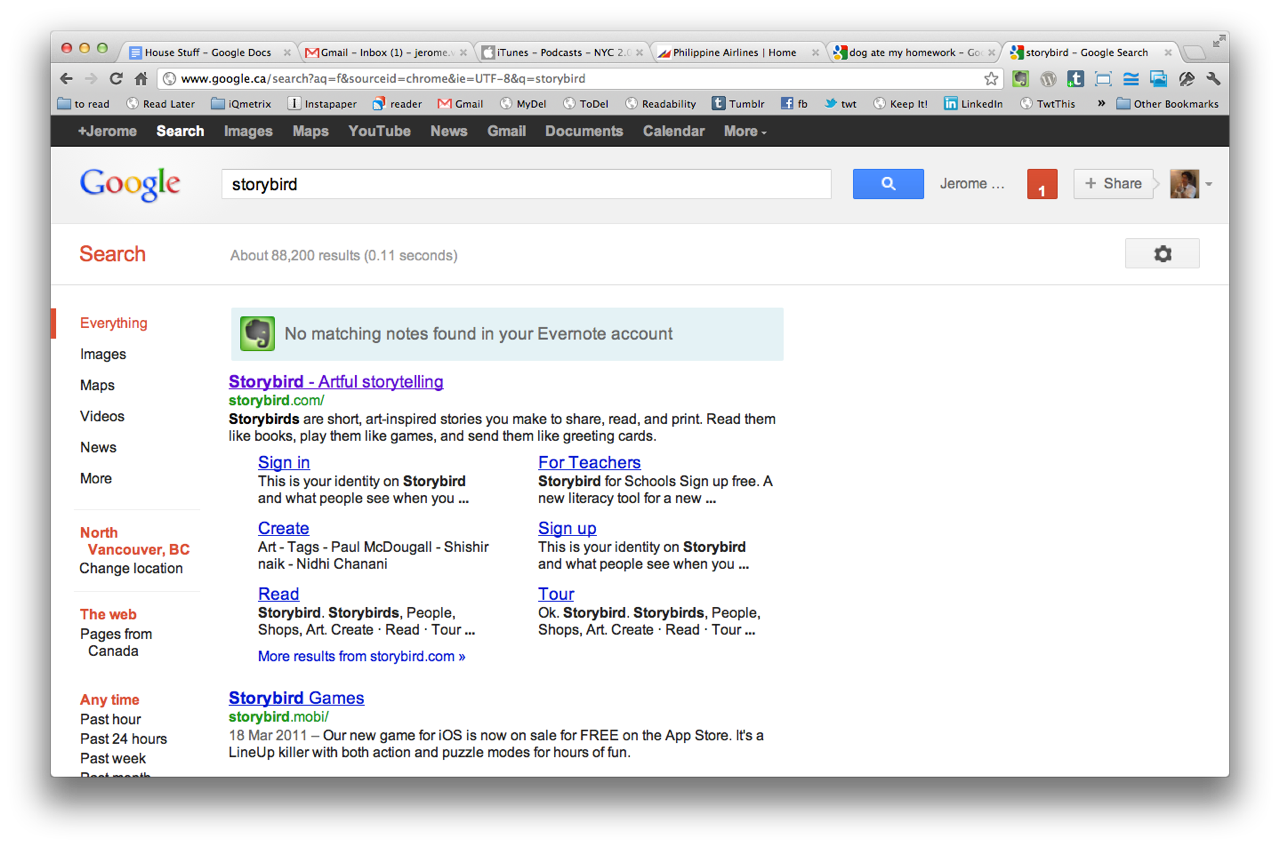 House Stuff – Google Docs
Gmail – Inbox (1) – jerome.v
iTunes – Podcasts – NYC 2.0
Philippine Airlines | Home
dog ate my homework – Go
storybird – Google Search
www.google.ca/search?aq=f&sourceid=chrome&ie=UTF-8&q=storybird
to read Read Later iQmetrix Instapaper reader Gmail MyDel ToDel Readability Tumblr fb twt Keep It! LinkedIn TwtThis » Other Bookmarks
+Jerome Search Images Maps YouTube News Gmail Documents Calendar More
Google storybird Jerome ... 1 + Share
Search About 88,200 results (0.11 seconds)
Everything
Images
Maps
Videos
News
More
North
Vancouver, BC
Change location
The web
Pages from
Canada
Any time
Past hour
Past 24 hours
Past week
Past month
No matching notes found in your Evernote account
Storybird - Artful storytelling
storybird.com/
Storybirds are short, art-inspired stories you make to share, read, and print. Read them
like books, play them like games, and send them like greeting cards.
Sign in
This is your identity on Storybird
and what people see when you ...
For Teachers
Storybird for Schools Sign up free. A
new literacy tool for a new ...
Create
Art - Tags - Paul McDougall - Shishir
naik - Nidhi Chanani
Sign up
This is your identity on Storybird
and what people see when you ...
Read
Storybird. Storybirds, People,
Shops, Art. Create · Read · Tour ...
Tour
Ok. Storybird. Storybirds, People,
Shops, Art. Create · Read · Tour ...
More results from storybird.com »
Storybird Games
storybird.mobi/
18 Mar 2011 – Our new game for iOS is now on sale for FREE on the App Store. It's a
LineUp killer with both action and puzzle modes for hours of fun.